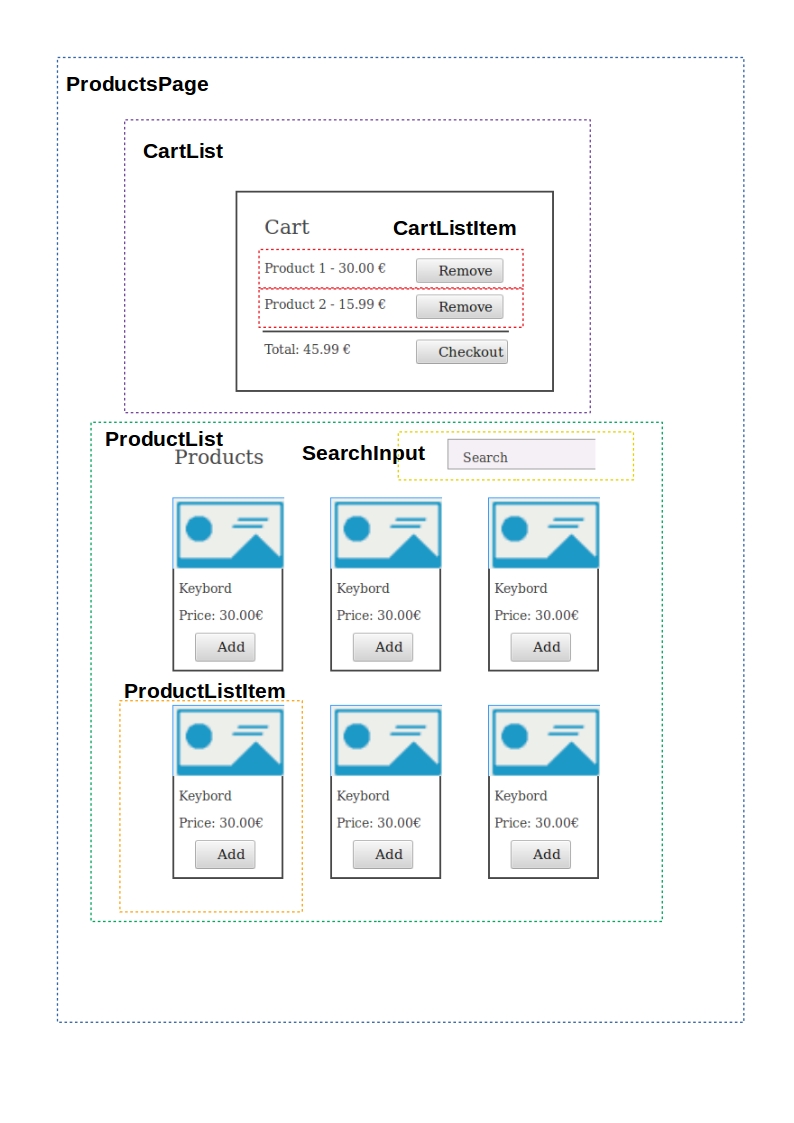 ProductsPage
CartList
Cart CartListItem
Product 1 - 30.00 € Remove
Product 2 - 15.99 € Remove
Total: 45.99 € Checkout
ProductList
Products SearchInput Search
Keybord Keybord Keybord
Price: 30.00€ Price: 30.00€ Price: 30.00€
Add Add Add
ProductListItem
Keybord Keybord Keybord
Price: 30.00€ Price: 30.00€ Price: 30.00€
Add Add Add